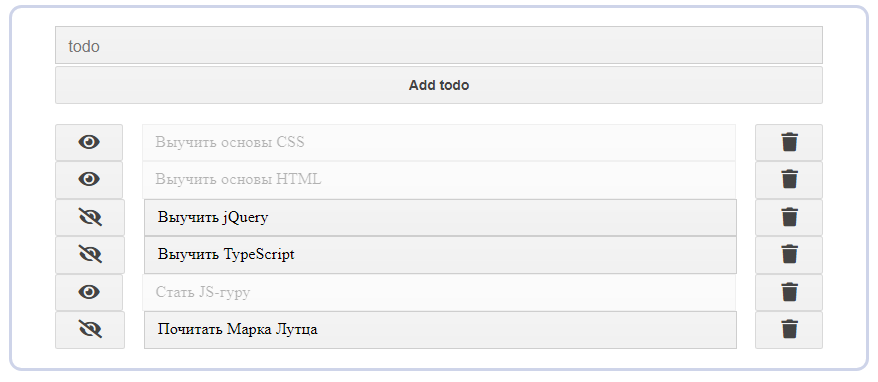 todo
Add todo
Выучить основы CSS
Выучить основы HTML
Выучить jQuery
Выучить TypeScript
Стать JS-гуру
Почитать Марка Лутца